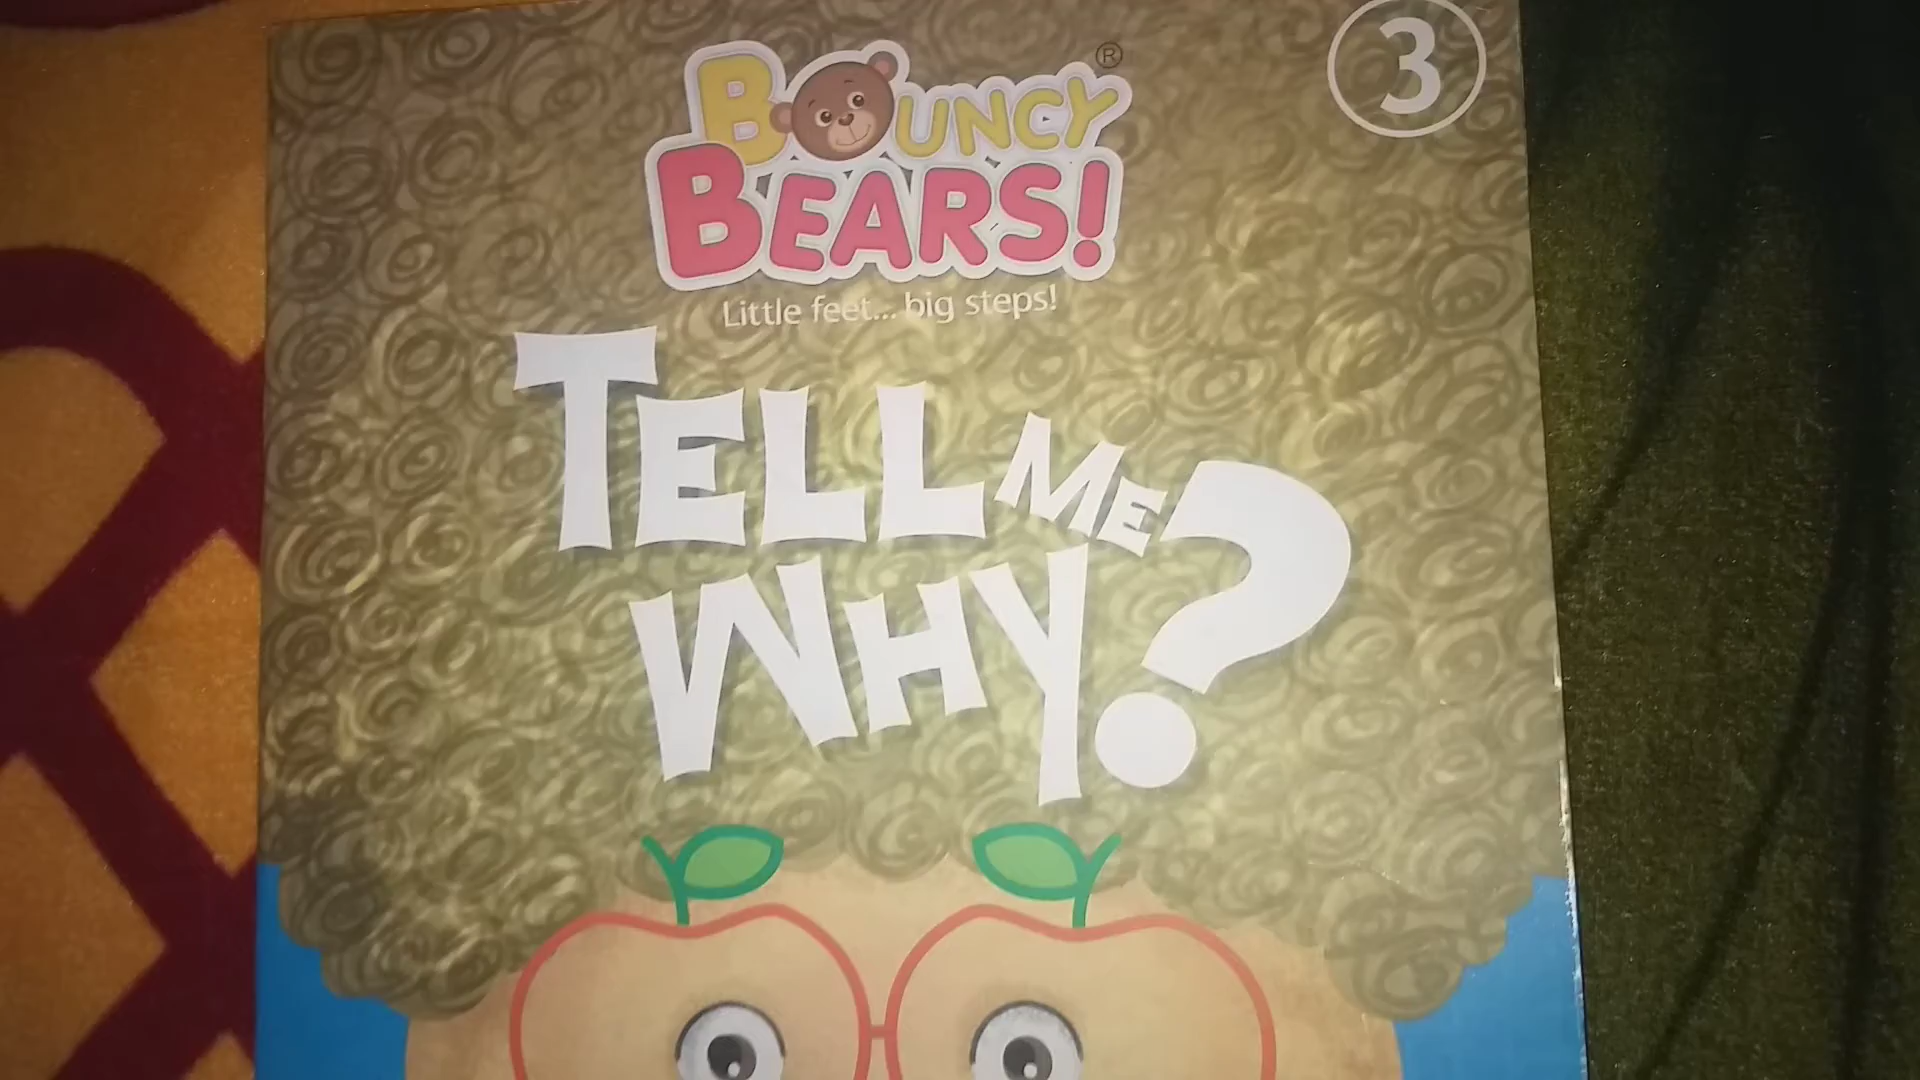 3
BOUNCY ®
BEARS!
Little feet... big steps!
TELL ME
WHY?